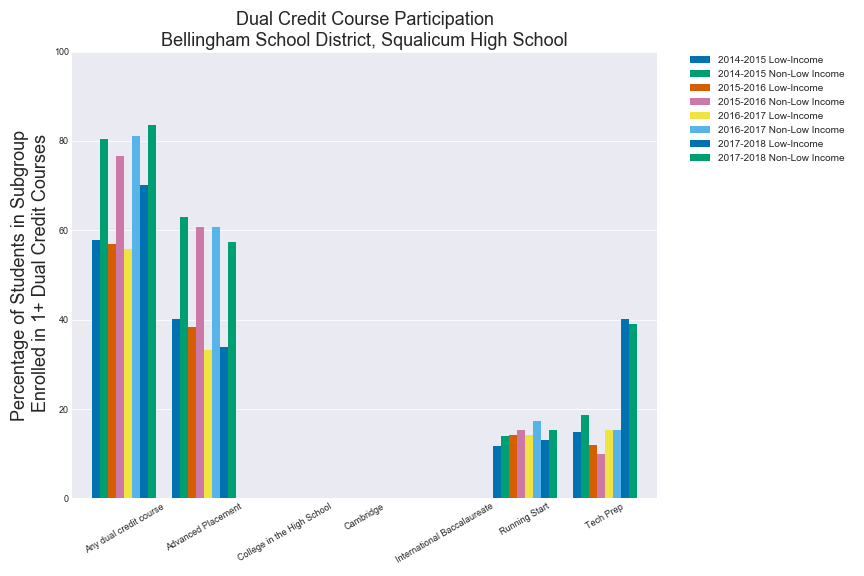 Dual Credit Course Participation
Bellingham School District, Squalicum High School
Percentage of Students in Subgroup
Enrolled in 1+ Dual Credit Courses
100
80
60
40
20
0
Any dual credit course
Advanced Placement
College in the High School
Cambridge
International Baccalaureate
Running Start
Tech Prep
2014-2015 Low-Income
2014-2015 Non-Low Income
2015-2016 Low-Income
2015-2016 Non-Low Income
2016-2017 Low-Income
2016-2017 Non-Low Income
2017-2018 Low-Income
2017-2018 Non-Low Income